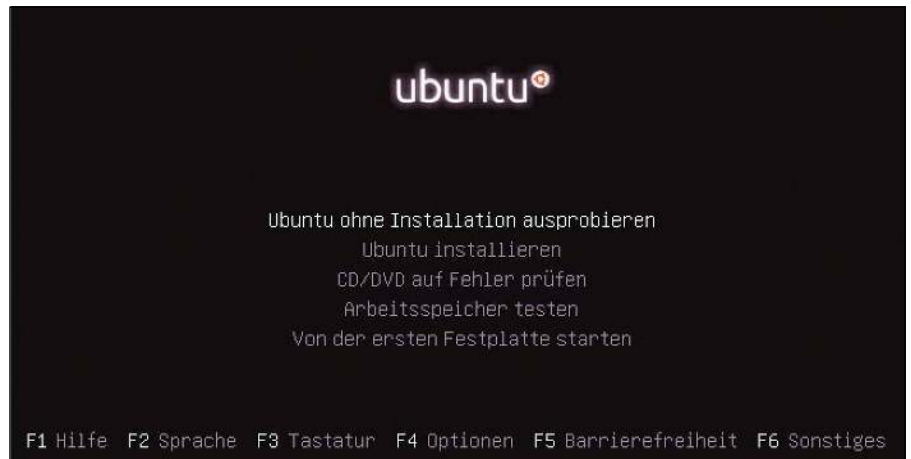 ubuntu
Ubuntu ohne Installation ausprobieren
Ubuntu installieren
CD/DVD auf Fehler prüfen
Arbeitsspeicher testen
Von der ersten Festplatte starten
F1 Hilfe F2 Sprache F3 Tastatur F4 Optionen F5 Barrierefreiheit F6 Sonstiges